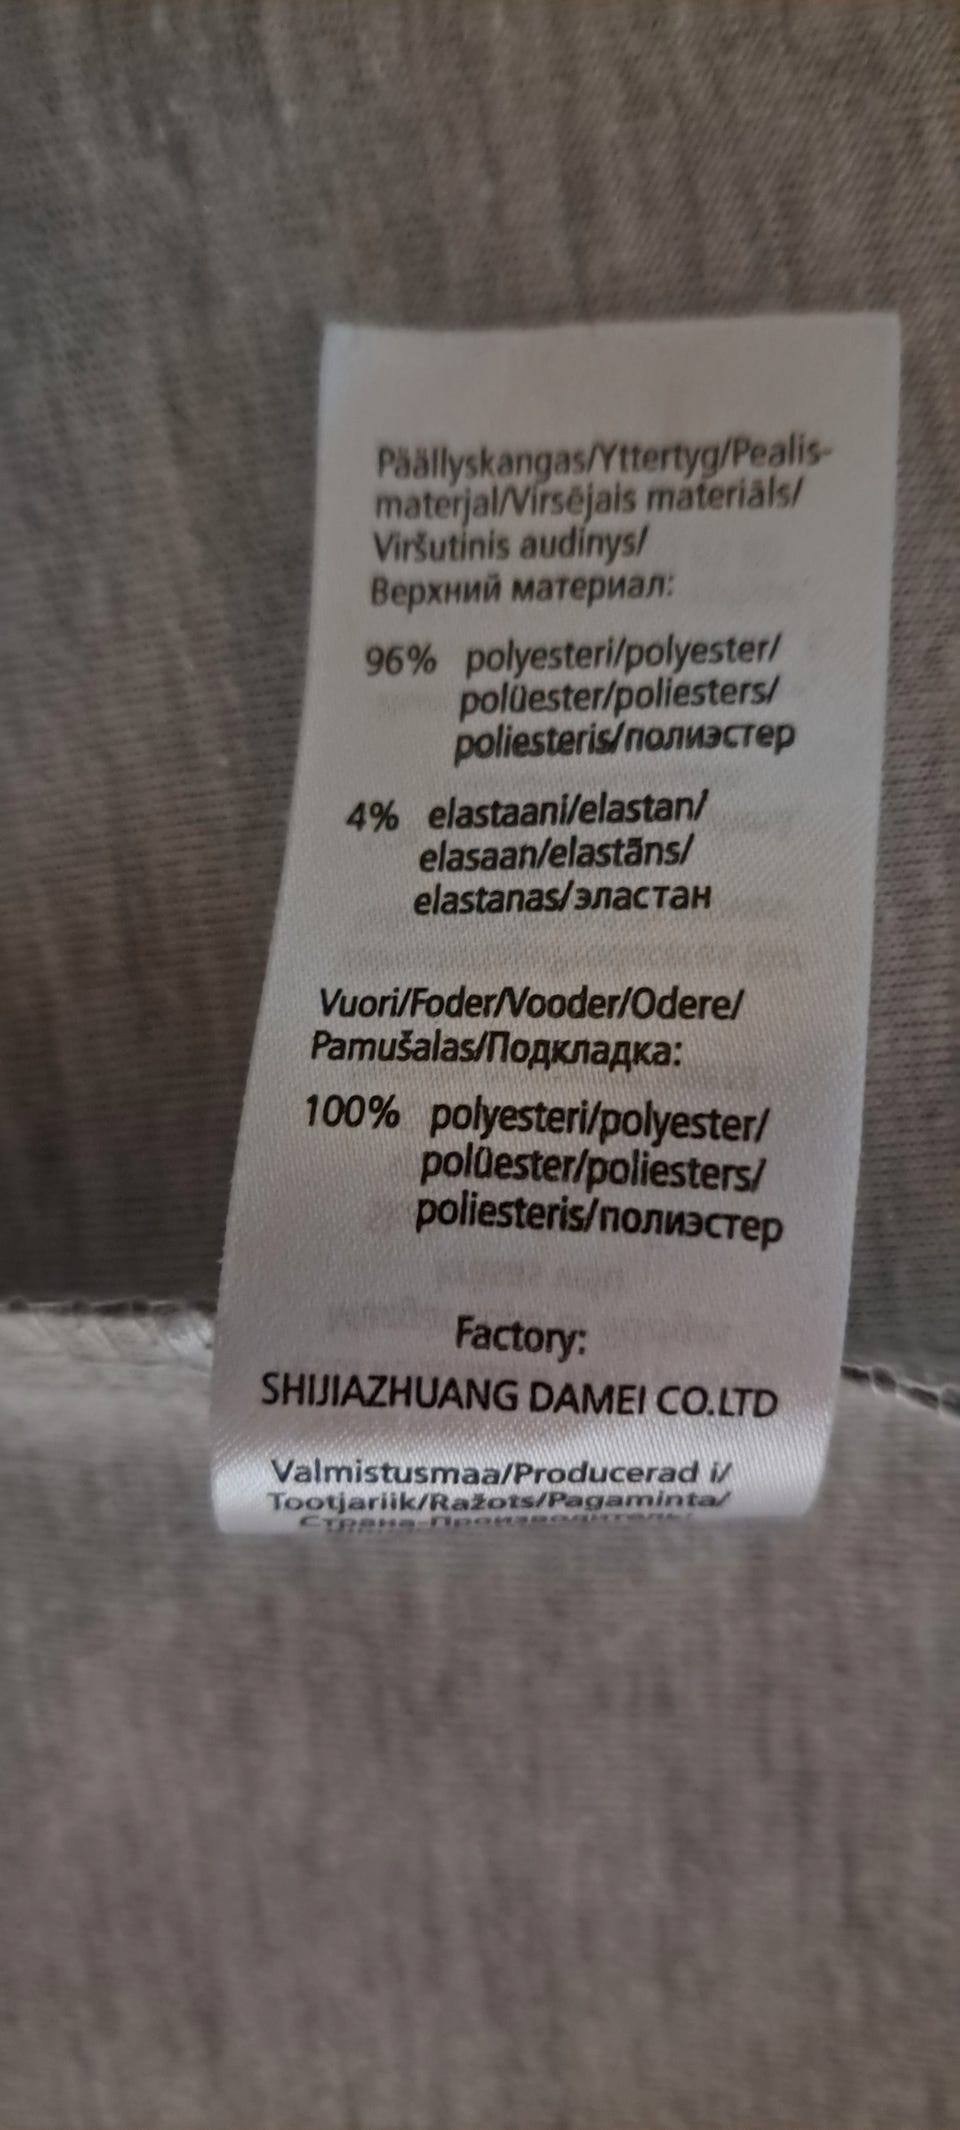 Päällyskangas/Yttertyg/Pealis-
materjal/Virsējais materiāls/
Viršutinis audinys/
Верхний материал:
96% polyesteri/polyester/
polüester/poliesters/
poliesteris/полиэстер
4% elastaani/elastan/
elasaan/elastāns/
elastanas/эластан
Vuori/Foder/Vooder/Odere/
Pamušalas/Подкладка:
100% polyesteri/polyester/
polüester/poliesters/
poliesteris/полиэстер
Factory:
SHIJIAZHUANG DAMEI CO.LTD
Valmistusmaa/Producerad i/
Tootjariik/Ražots/Pagaminta/
Страна-Производитель: